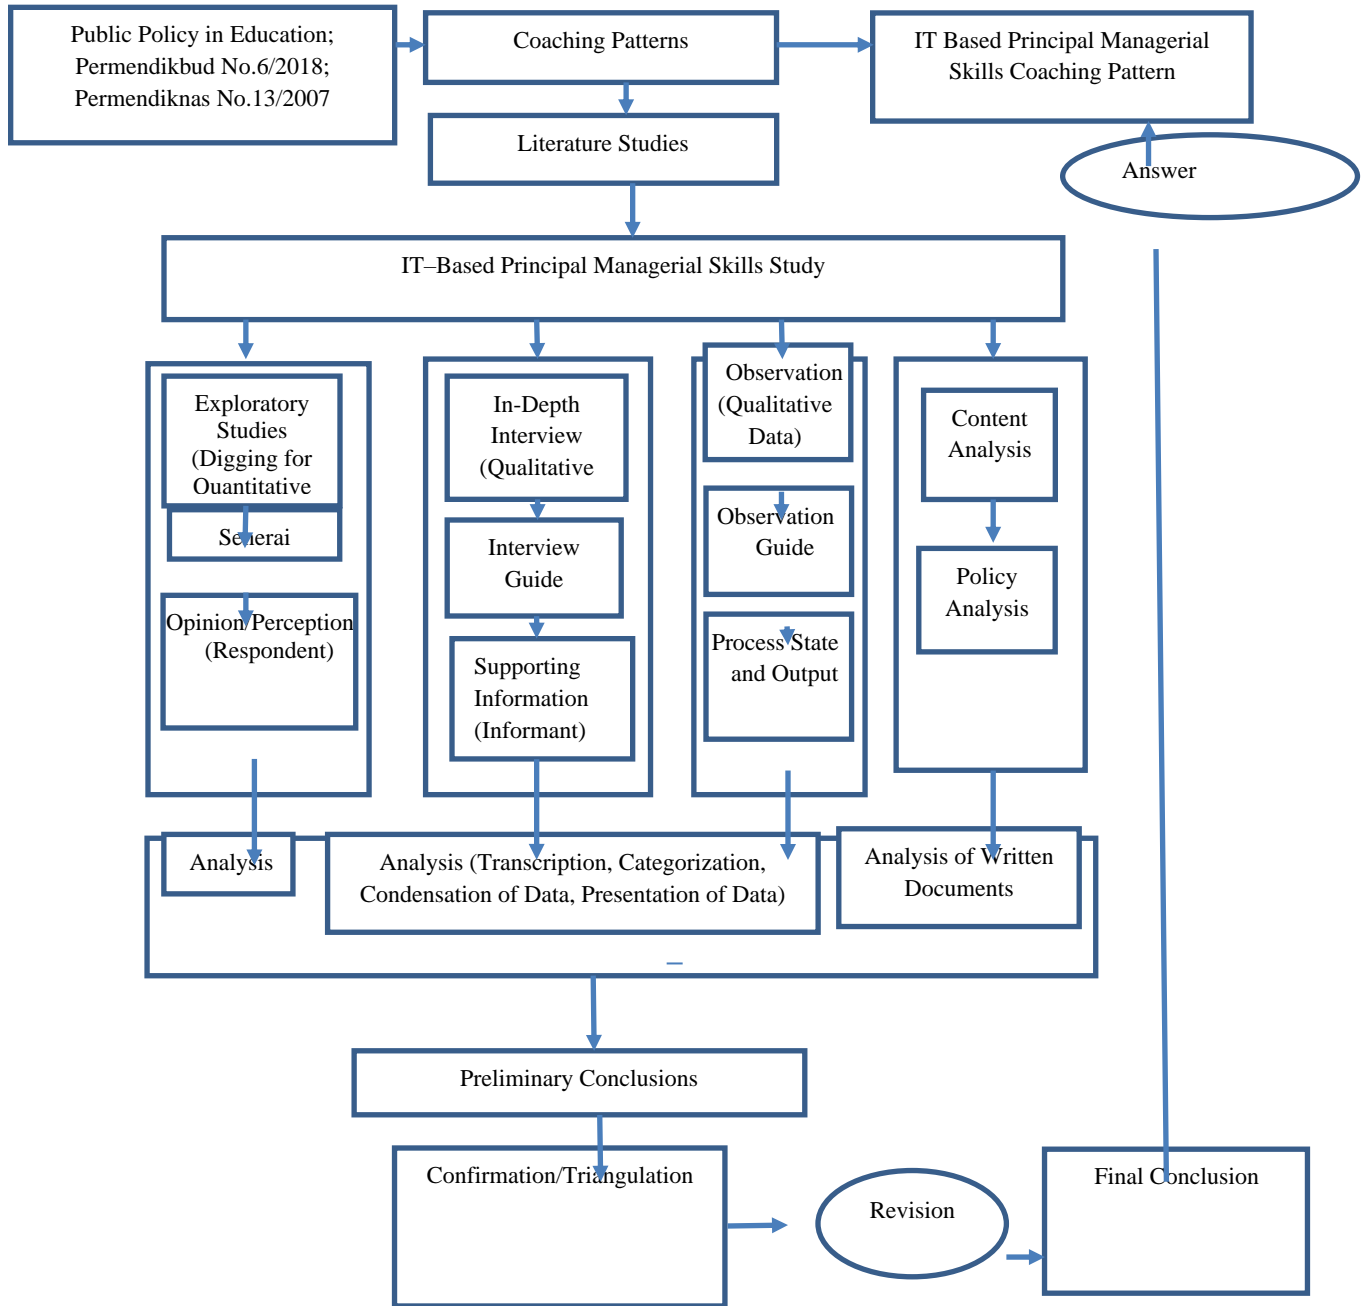 Public Policy in Education;
Permendikbud No.6/2018;
Permendiknas No.13/2007
Coaching Patterns
IT Based Principal Managerial
Skills Coaching Pattern
Literature Studies
Answer
IT–Based Principal Managerial Skills Study
Exploratory
Studies
(Digging for
Quantitative
Senerai
Opinion/Perception
(Respondent)
In-Depth
Interview
(Qualitative
Interview
Guide
Supporting
Information
(Informant)
Observation
(Qualitative
Data)
Observation
Guide
Process State
and Output
Content
Analysis
Policy
Analysis
Analysis
Analysis (Transcription, Categorization,
Condensation of Data, Presentation of Data)
Analysis of Written
Documents
Preliminary Conclusions
Confirmation/Triangulation
Revision
Final Conclusion